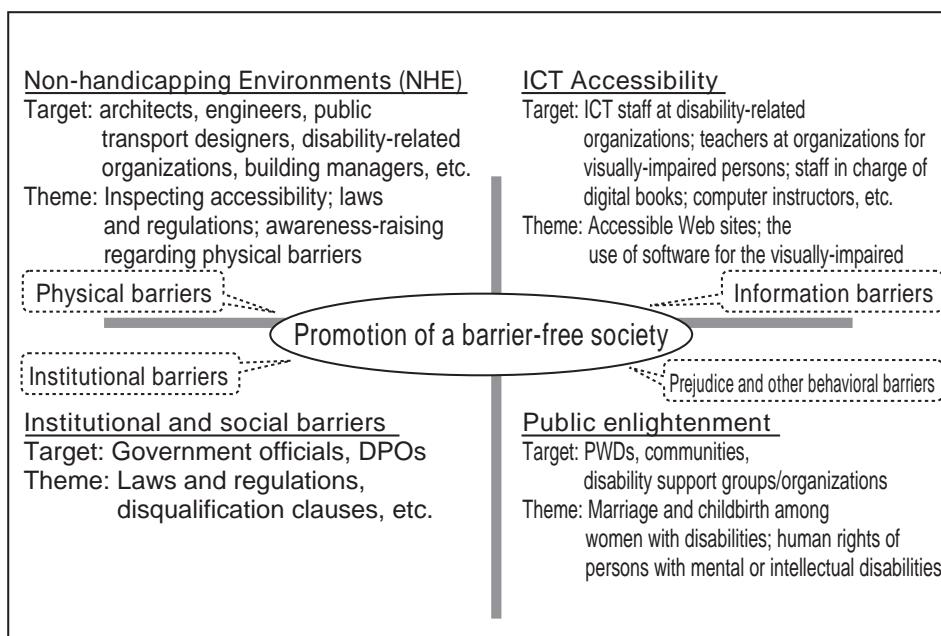 Non-handicapping Environments (NHE)
Target: architects, engineers, public
transport designers, disability-related
organizations, building managers, etc.
Theme: Inspecting accessibility; laws
and regulations; awareness-raising
regarding physical barriers
Physical barriers
ICT Accessibility
Target: ICT staff at disability-related
organizations; teachers at organizations for
visually-impaired persons; staff in charge of
digital books; computer instructors, etc.
Theme: Accessible Web sites; the
use of software for the visually-impaired
Information barriers
Promotion of a barrier-free society
Institutional barriers
Institutional and social barriers
Target: Government officials, DPOs
Theme: Laws and regulations,
disqualification clauses, etc.
Prejudice and other behavioral barriers
Public enlightenment
Target: PWDs, communities,
disability support groups/organizations
Theme: Marriage and childbirth among
women with disabilities; human rights of
persons with mental or intellectual disabilities